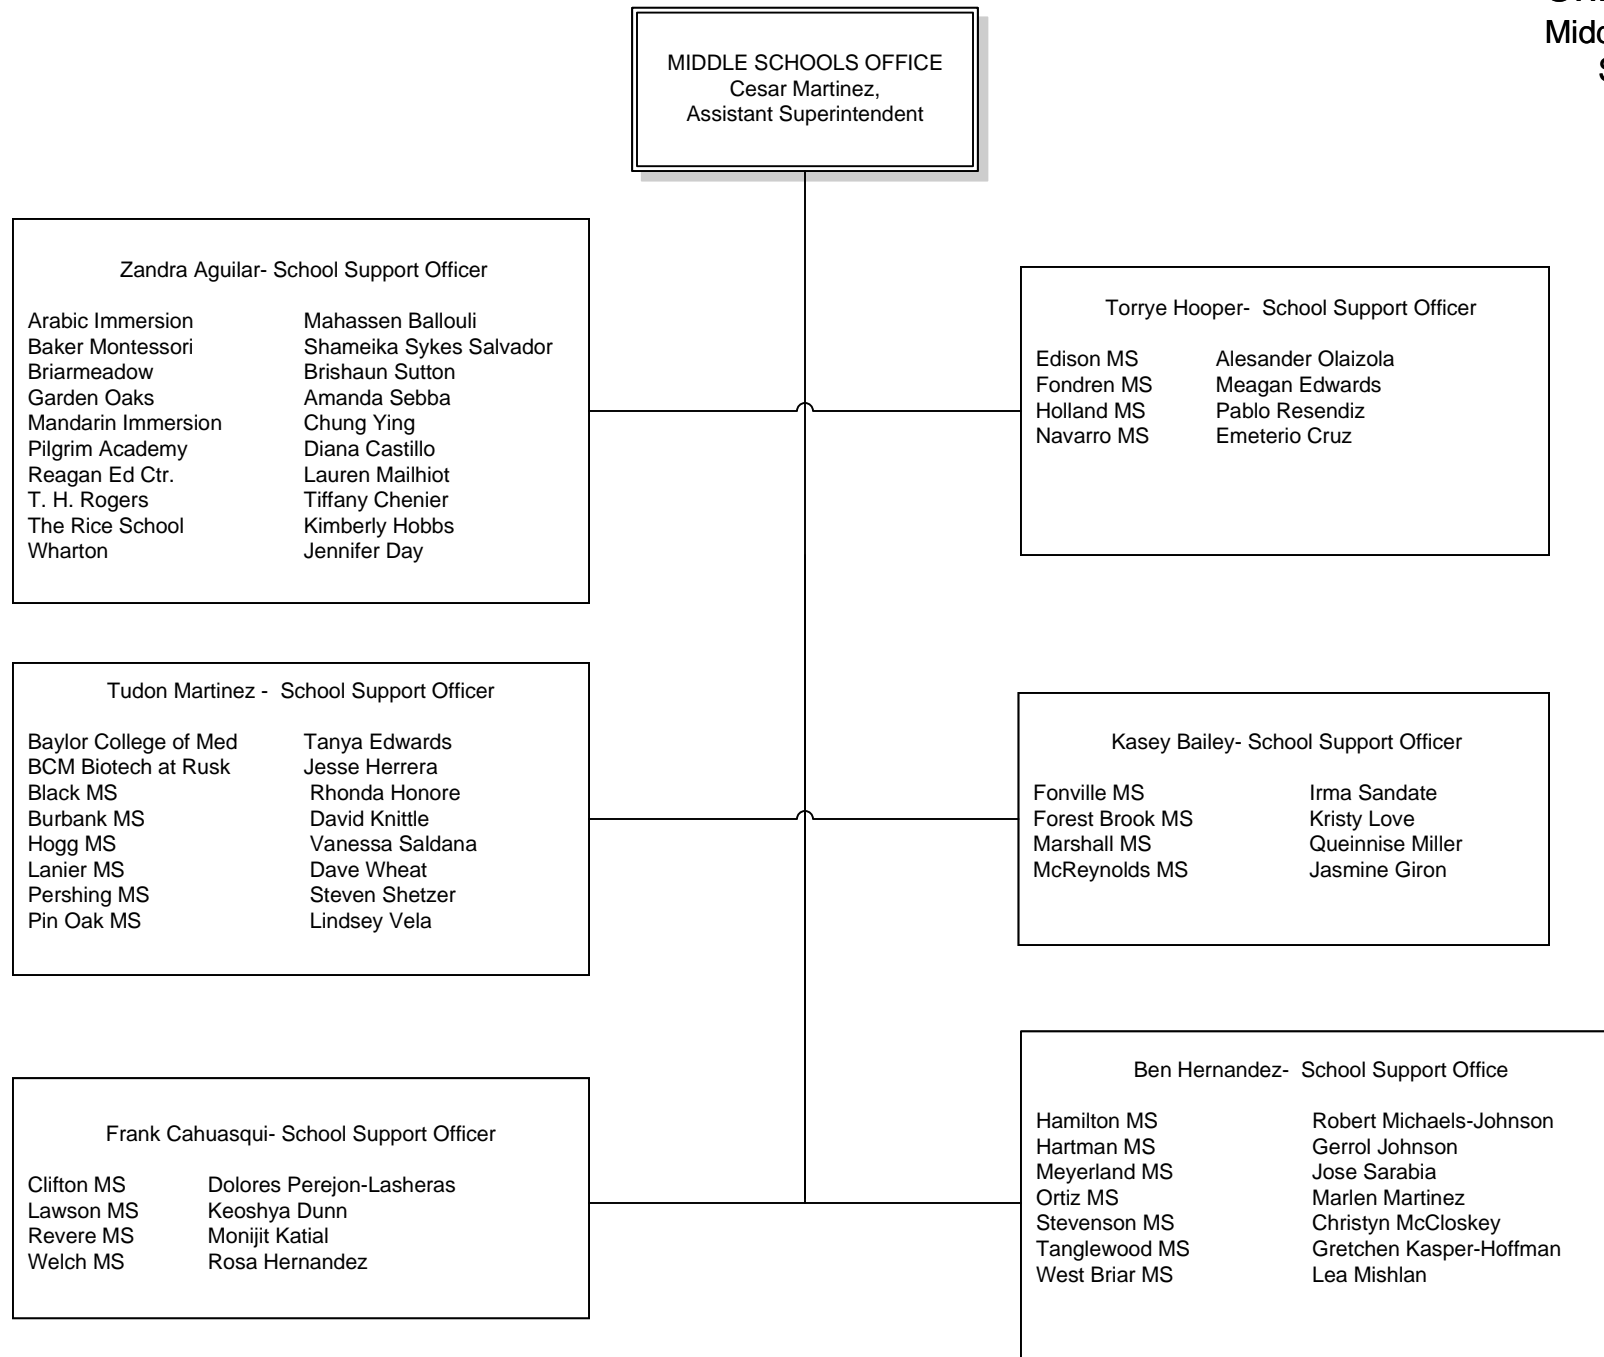 Midd
MIDDLE SCHOOLS OFFICE
Cesar Martinez,
Assistant Superintendent
Zandra Aguilar- School Support Officer
Arabic Immersion Mahassen Ballouli
Baker Montessori Shameika Sykes Salvador
Briarmeadow Brishaun Sutton
Garden Oaks Amanda Sebba
Mandarin Immersion Chung Ying
Pilgrim Academy Diana Castillo
Reagan Ed Ctr. Lauren Mailhiot
T. H. Rogers Tiffany Chenier
The Rice School Kimberly Hobbs
Wharton Jennifer Day
Torrye Hooper- School Support Officer
Edison MS Alesander Olaizola
Fondren MS Meagan Edwards
Holland MS Pablo Resendiz
Navarro MS Emeterio Cruz
Tudon Martinez - School Support Officer
Baylor College of Med Tanya Edwards
BCM Biotech at Rusk Jesse Herrera
Black MS Rhonda Honore
Burbank MS David Knittle
Hogg MS Vanessa Saldana
Lanier MS Dave Wheat
Pershing MS Steven Shetzer
Pin Oak MS Lindsey Vela
Kasey Bailey- School Support Officer
Fonville MS Irma Sandate
Forest Brook MS Kristy Love
Marshall MS Queinnise Miller
McReynolds MS Jasmine Giron
Frank Cahuasqui- School Support Officer
Clifton MS Dolores Perejon-Lasheras
Lawson MS Keoshya Dunn
Revere MS Monijit Katial
Welch MS Rosa Hernandez
Ben Hernandez- School Support Office
Hamilton MS Robert Michaels-Johnson
Hartman MS Gerrol Johnson
Meyerland MS Jose Sarabia
Ortiz MS Marlen Martinez
Stevenson MS Christyn McCloskey
Tanglewood MS Gretchen Kasper-Hoffman
West Briar MS Lea Mishlan